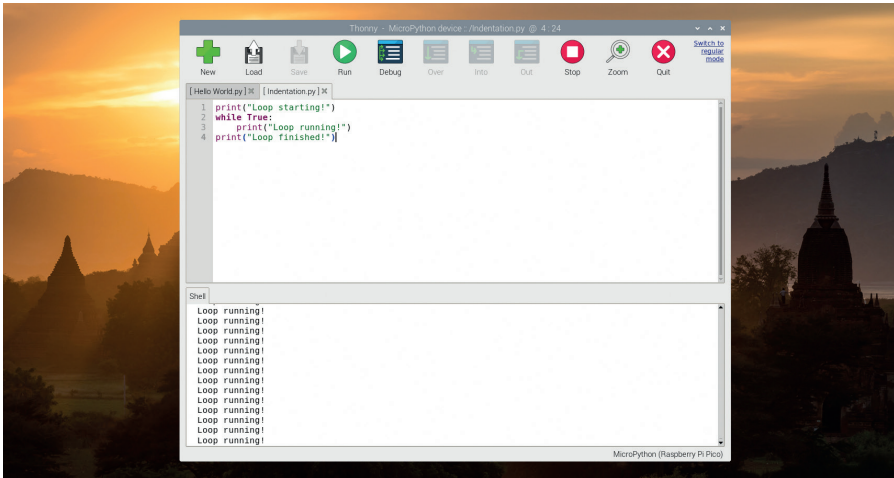 Thonny - MicroPython device :: /Indentation.py @ 4 : 24
New
Load
Save
Run
Debug
Over
Into
Out
Stop
Zoom
Quit
Switch to
regular
mode
[ Hello World.py ]
[ Indentation.py ]
1 print("Loop starting!")
2 while True:
3     print("Loop running!")
4 print("Loop finished!")
Shell
Loop running!
Loop running!
Loop running!
Loop running!
Loop running!
Loop running!
Loop running!
Loop running!
Loop running!
Loop running!
Loop running!
Loop running!
Loop running!
Loop running!
MicroPython (Raspberry Pi Pico)